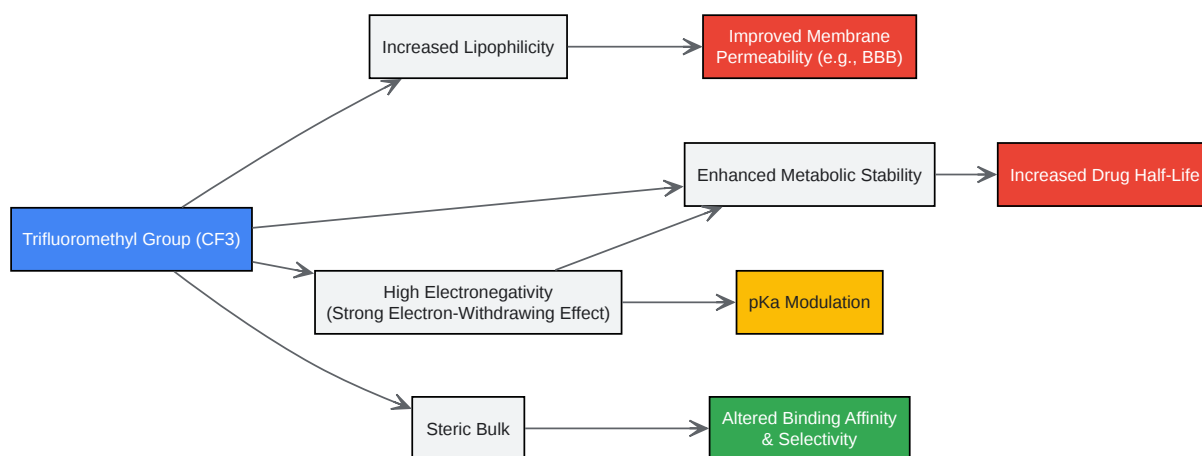 Increased Lipophilicity
Improved Membrane
Permeability (e.g., BBB)
Enhanced Metabolic Stability
Increased Drug Half-Life
Trifluoromethyl Group (CF3)
High Electronegativity
(Strong Electron-Withdrawing Effect)
pKa Modulation
Steric Bulk
Altered Binding Affinity
& Selectivity